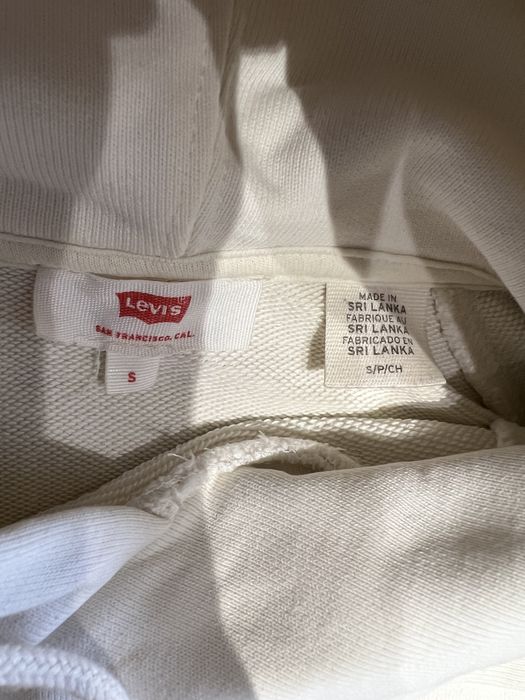 Levi's
SAN FRANCISCO, CAL.
S
MADE IN
SRI LANKA
FABRIQUE AU
SRI LANKA
FABRICADO EN
SRI LANKA
S/P/CH